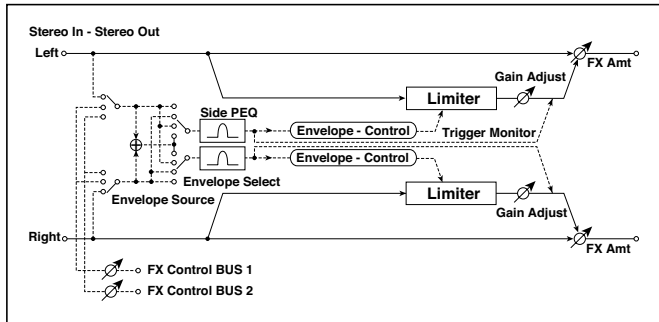 Stereo In - Stereo Out
Left
FX Amt
Gain Adjust
Limiter
Side PEQ
Envelope - Control
Trigger Monitor
Envelope - Control
Envelope Select
Envelope Source
Limiter
Gain Adjust
Right
FX Amt
FX Control BUS 1
FX Control BUS 2